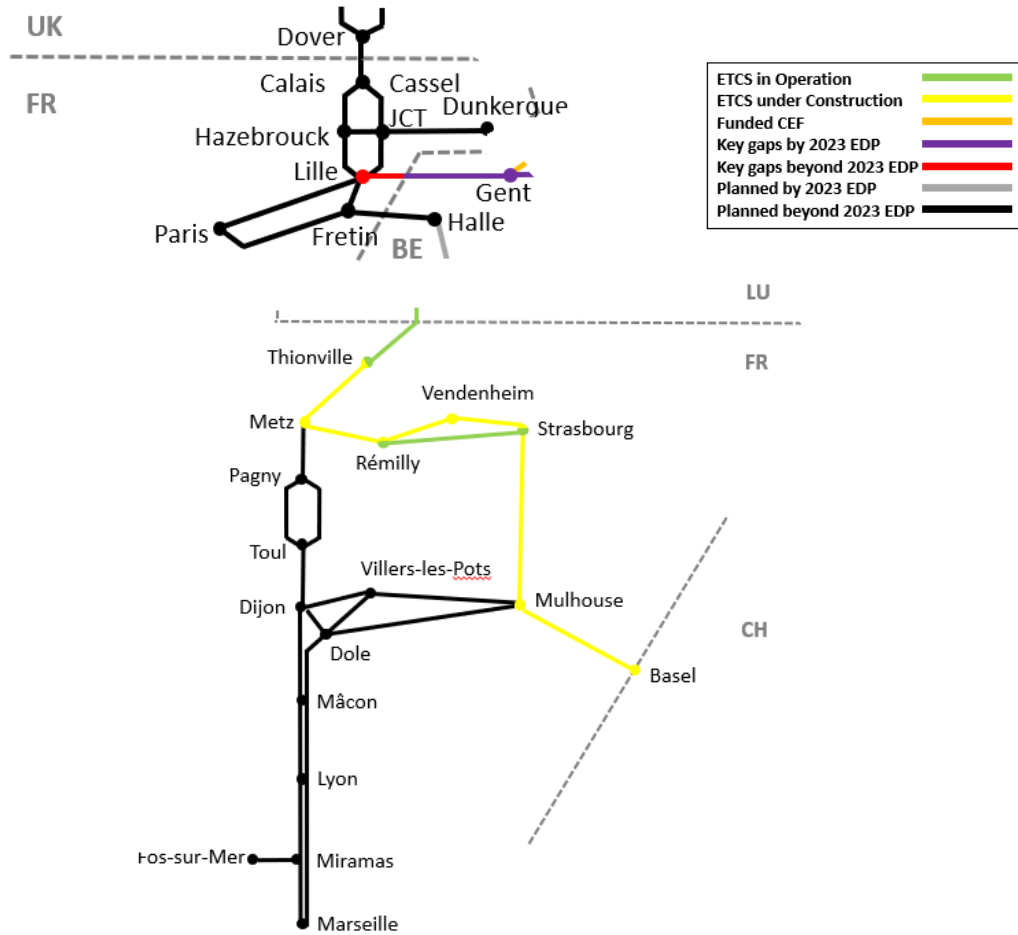 UK
Dover
FR
Calais
Cassel
Dunkerque
JCT
Hazebrouck
Lille
Gent
Paris
Fretin
Halle
BE
ETCS in Operation
ETCS under Construction
Funded CEF
Key gaps by 2023 EDP
Key gaps beyond 2023 EDP
Planned by 2023 EDP
Planned beyond 2023 EDP
LU
FR
Thionville
Vendenheim
Metz
Strasbourg
Rémilly
Pagny
Toul
Villers-les-Pots
Dijon
Mulhouse
CH
Dole
Basel
Mâcon
Lyon
Fos-sur-Mer
Miramas
Marseille